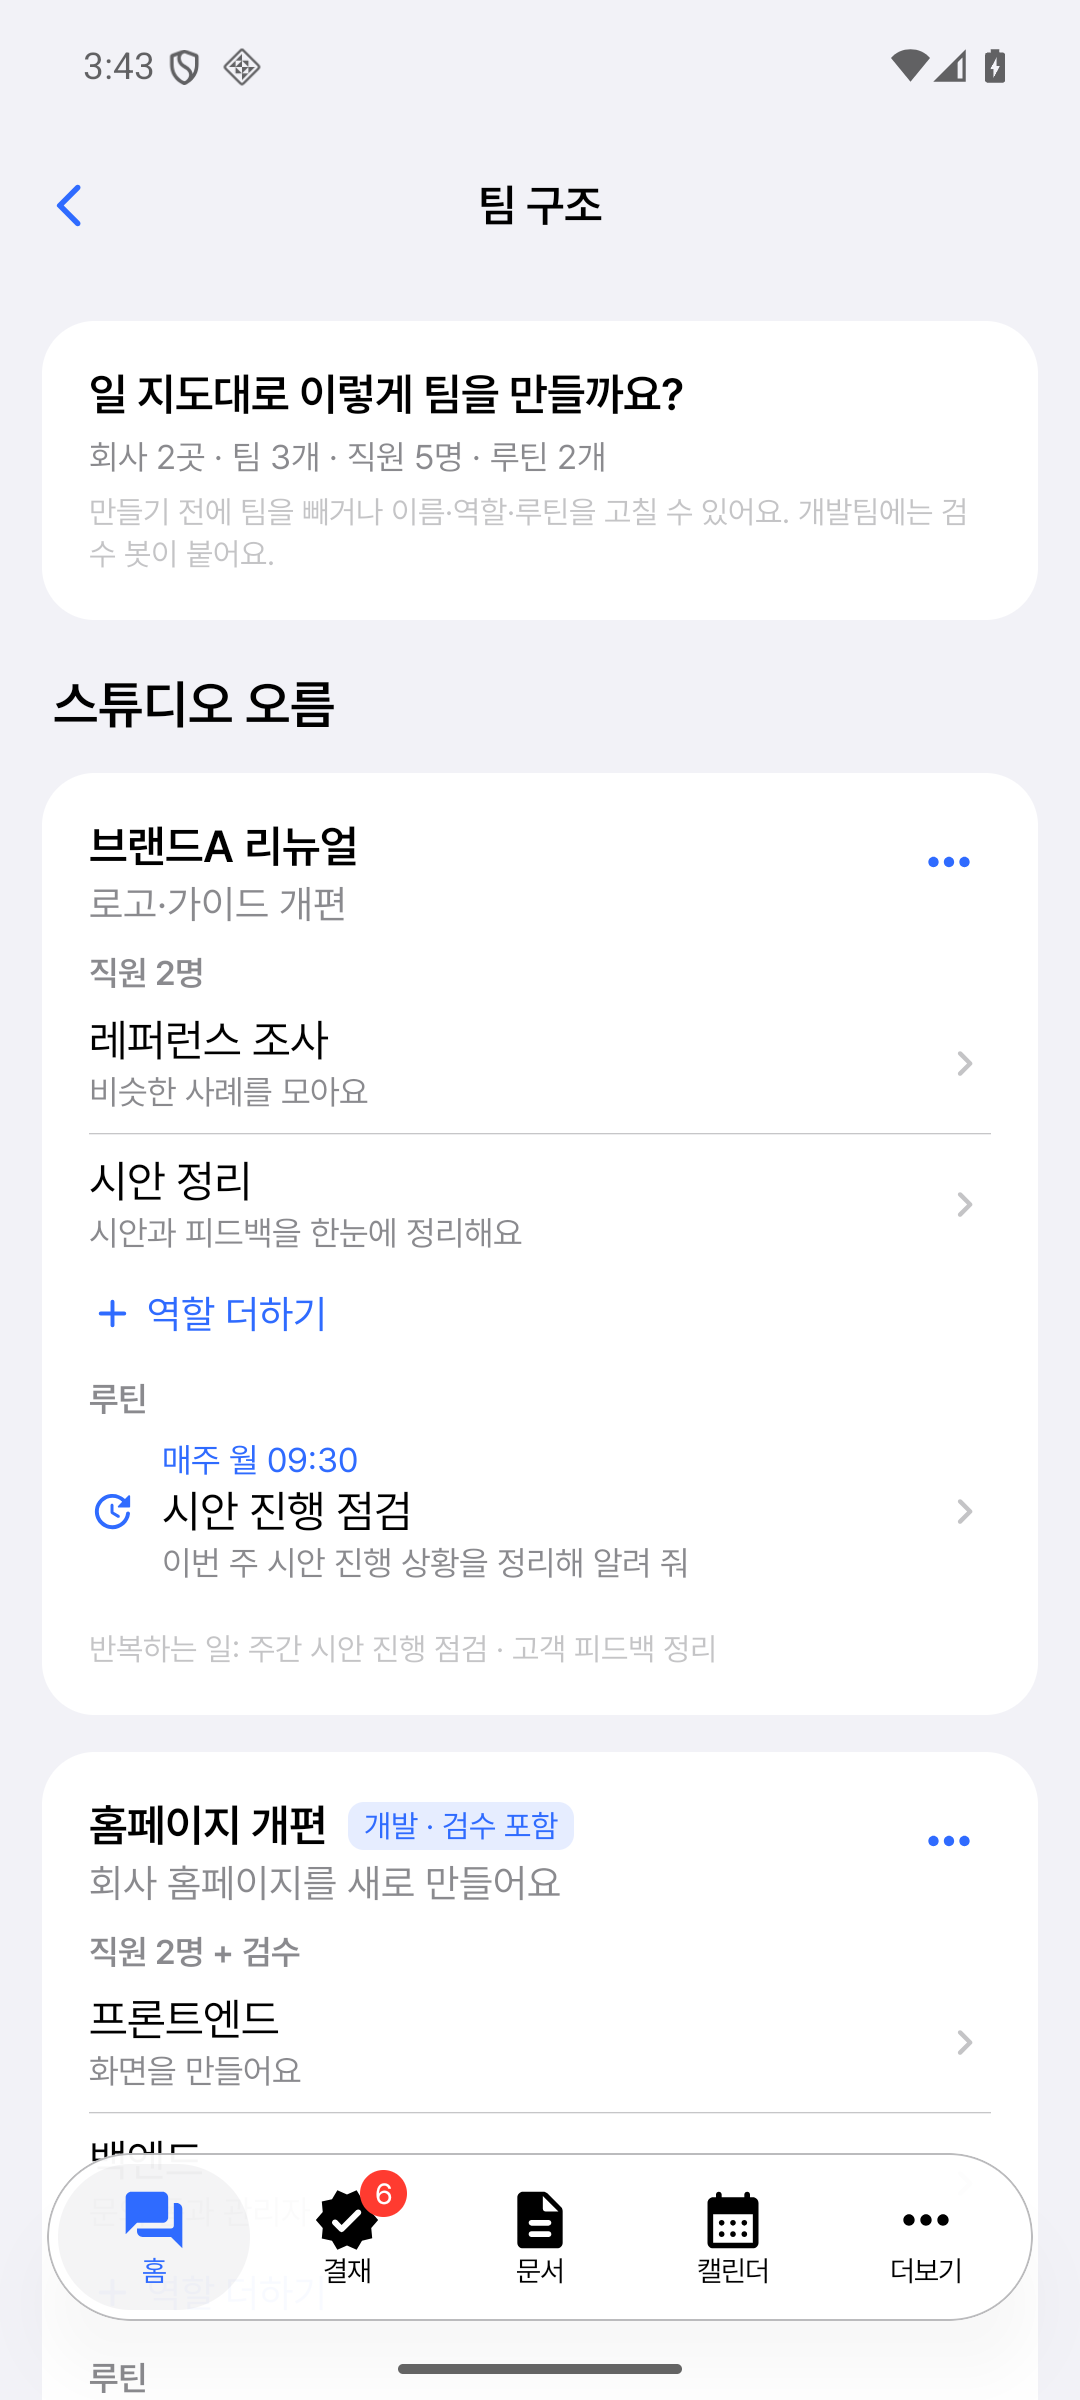 3:43
팀 구조
일 지도대로 이렇게 팀을 만들까요?
회사 2곳 · 팀 3개 · 직원 5명 · 루틴 2개
만들기 전에 팀을 빼거나 이름·역할·루틴을 고칠 수 있어요. 개발팀에는 검
수 봇이 붙어요.
스튜디오 오름
브랜드A 리뉴얼
로고·가이드 개편
직원 2명
레퍼런스 조사
비슷한 사례를 모아요
시안 정리
시안과 피드백을 한눈에 정리해요
+ 역할 더하기
루틴
매주 월 09:30
시안 진행 점검
이번 주 시안 진행 상황을 정리해 알려 줘
반복하는 일: 주간 시안 진행 점검 · 고객 피드백 정리
홈페이지 개편 개발 · 검수 포함
회사 홈페이지를 새로 만들어요
직원 2명 + 검수
프론트엔드
화면을 만들어요
백엔드
+ 역할 더하기
홈
결재 6
문서
캘린더
더보기
루틴